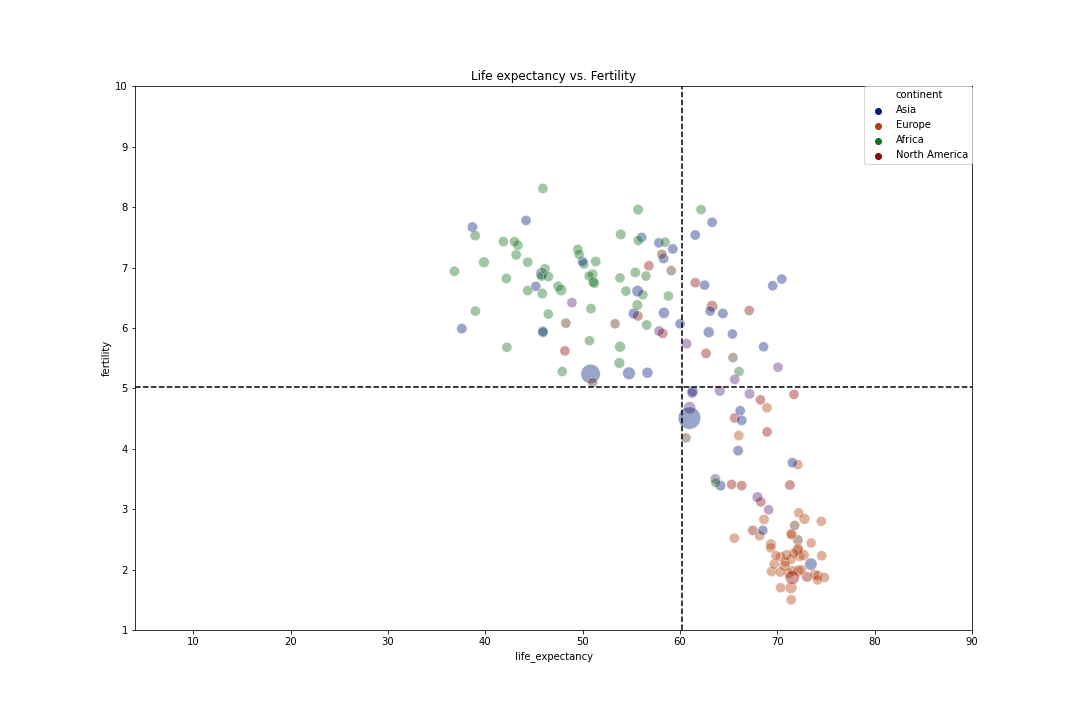 Life expectancy vs. Fertility
continent
Asia
Europe
Africa
North America
10
9
8
7
6
5
4
3
2
1
fertility
10 20 30 40 50 60 70 80 90
life_expectancy